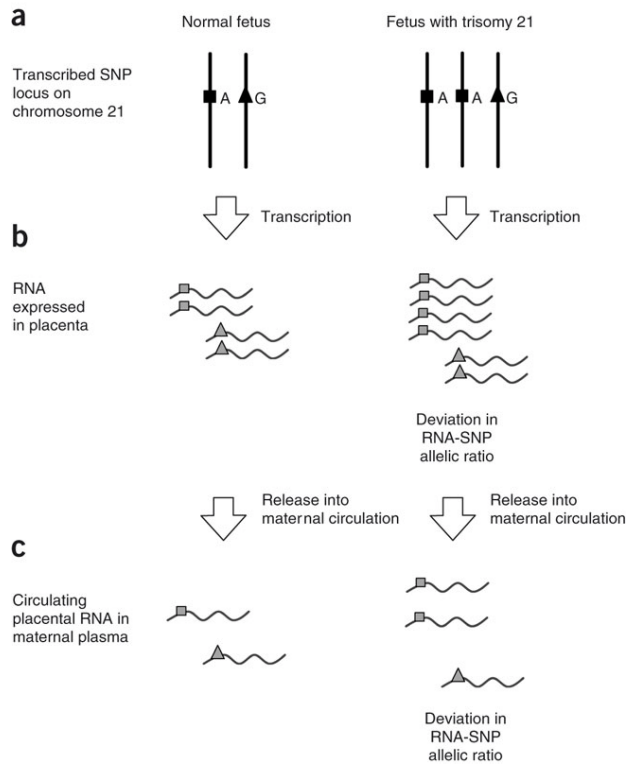 a
Normal fetus
Fetus with trisomy 21
Transcribed SNP
locus on
chromosome 21
A
G
A
A
G
Transcription
Transcription
b
RNA
expressed
in placenta
Deviation in
RNA-SNP
allelic ratio
Release into
maternal circulation
Release into
maternal circulation
c
Circulating
placental RNA in
maternal plasma
Deviation in
RNA-SNP
allelic ratio